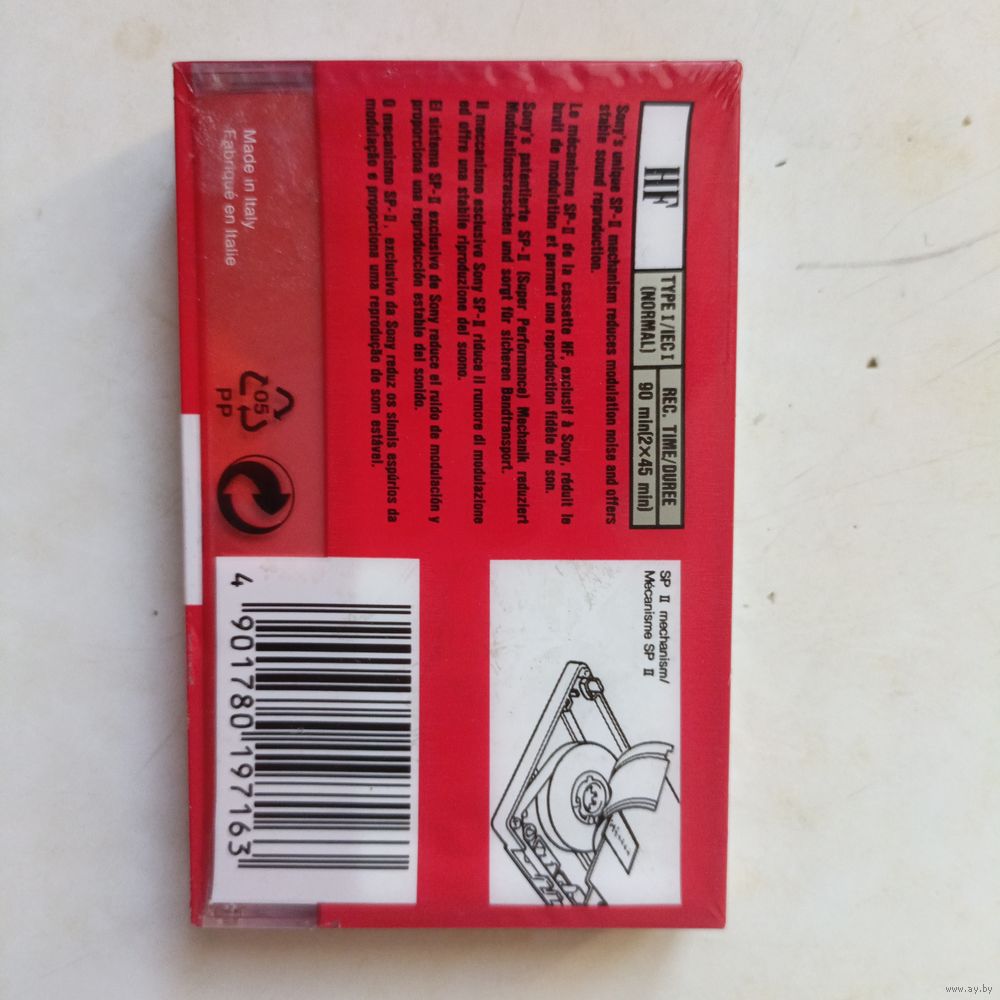 HF
TYPE I/IEC I
(NORMAL)
REC. TIME/DUREE
90 min(2×45 min)
Sony's unique SP-II mechanism reduces modulation noise and offers
stable sound reproduction.
Le mécanisme SP-II de la cassette HF, exclusif à Sony, réduit le
bruit de modulation et permet une reproduction fidèle du son.
Sony's patentierte SP-II (Super Performance) Mechanik reduziert
Modulationsrauschen und sorgt für sicheren Bandtransport.
Il meccanismo esclusivo Sony SP-II riduce il rumore di modulazione
ed offre una stabile riproduzione del suono.
El sistema SP-II exclusivo de Sony reduce el ruido de modulación y
proporciona una reproducción estable del sonido.
O mecanismo SP-II, exclusivo da Sony reduz os sinais espúrios da
modulação e proporciona uma reprodução de som estável.
SP II mechanism/
Mécanisme SP II
Made in Italy
Fabriqué en Italie
05
PP
4 901780 197163
www.ay.by